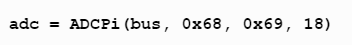 adc = ADCPi(bus, 0x68, 0x69, 18)